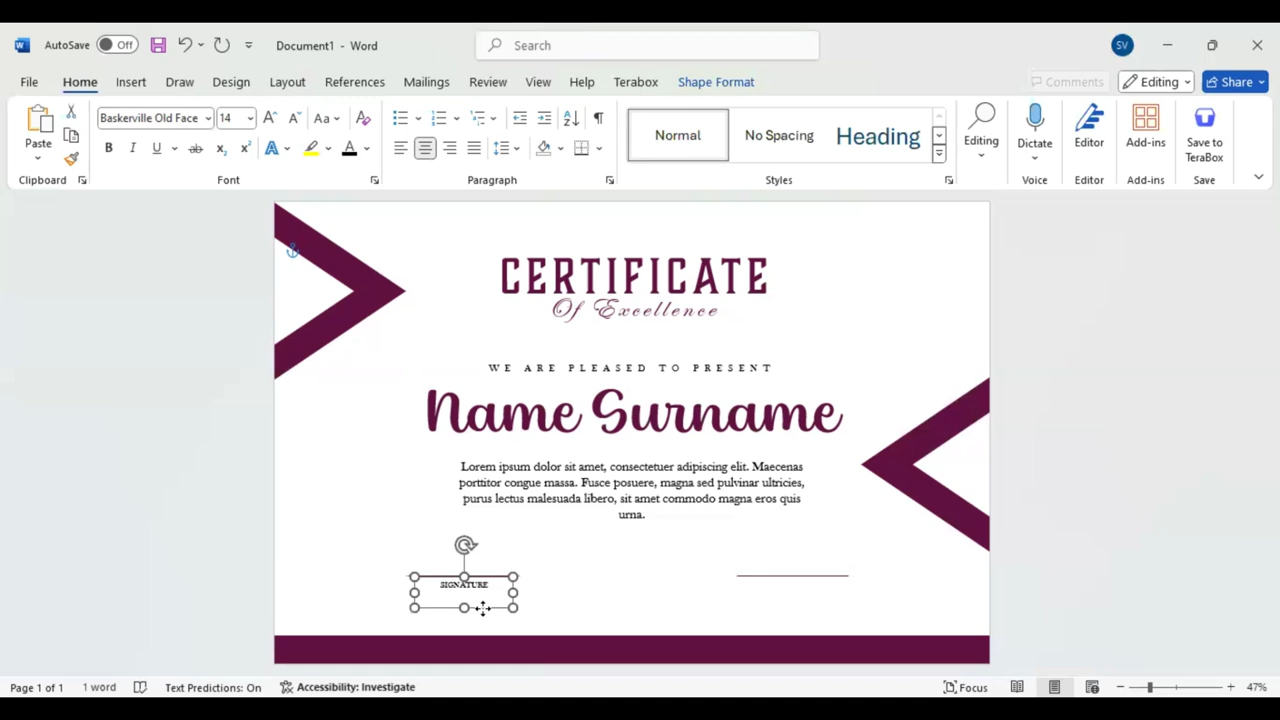 AutoSave Off Document1 - Word Search SV
File Home Insert Draw Design Layout References Mailings Review View Help Terabox Shape Format Comments Editing Share
Paste Baskerville Old Face 14 Aa Normal No Spacing Heading Editing Dictate Editor Add-ins Save to TeraBox
Clipboard Font Paragraph Styles Voice Editor Add-ins Save
CERTIFICATE
Of Excellence
WE ARE PLEASED TO PRESENT
Name Surname
Lorem ipsum dolor sit amet, consectetuer adipiscing elit. Maecenas
porttitor congue massa. Fusce posuere, magna sed pulvinar ultricies,
purus lectus malesuada libero, sit amet commodo magna eros quis
urna.
SIGNATURE
Page 1 of 1 1 word Text Predictions: On Accessibility: Investigate Focus 47%